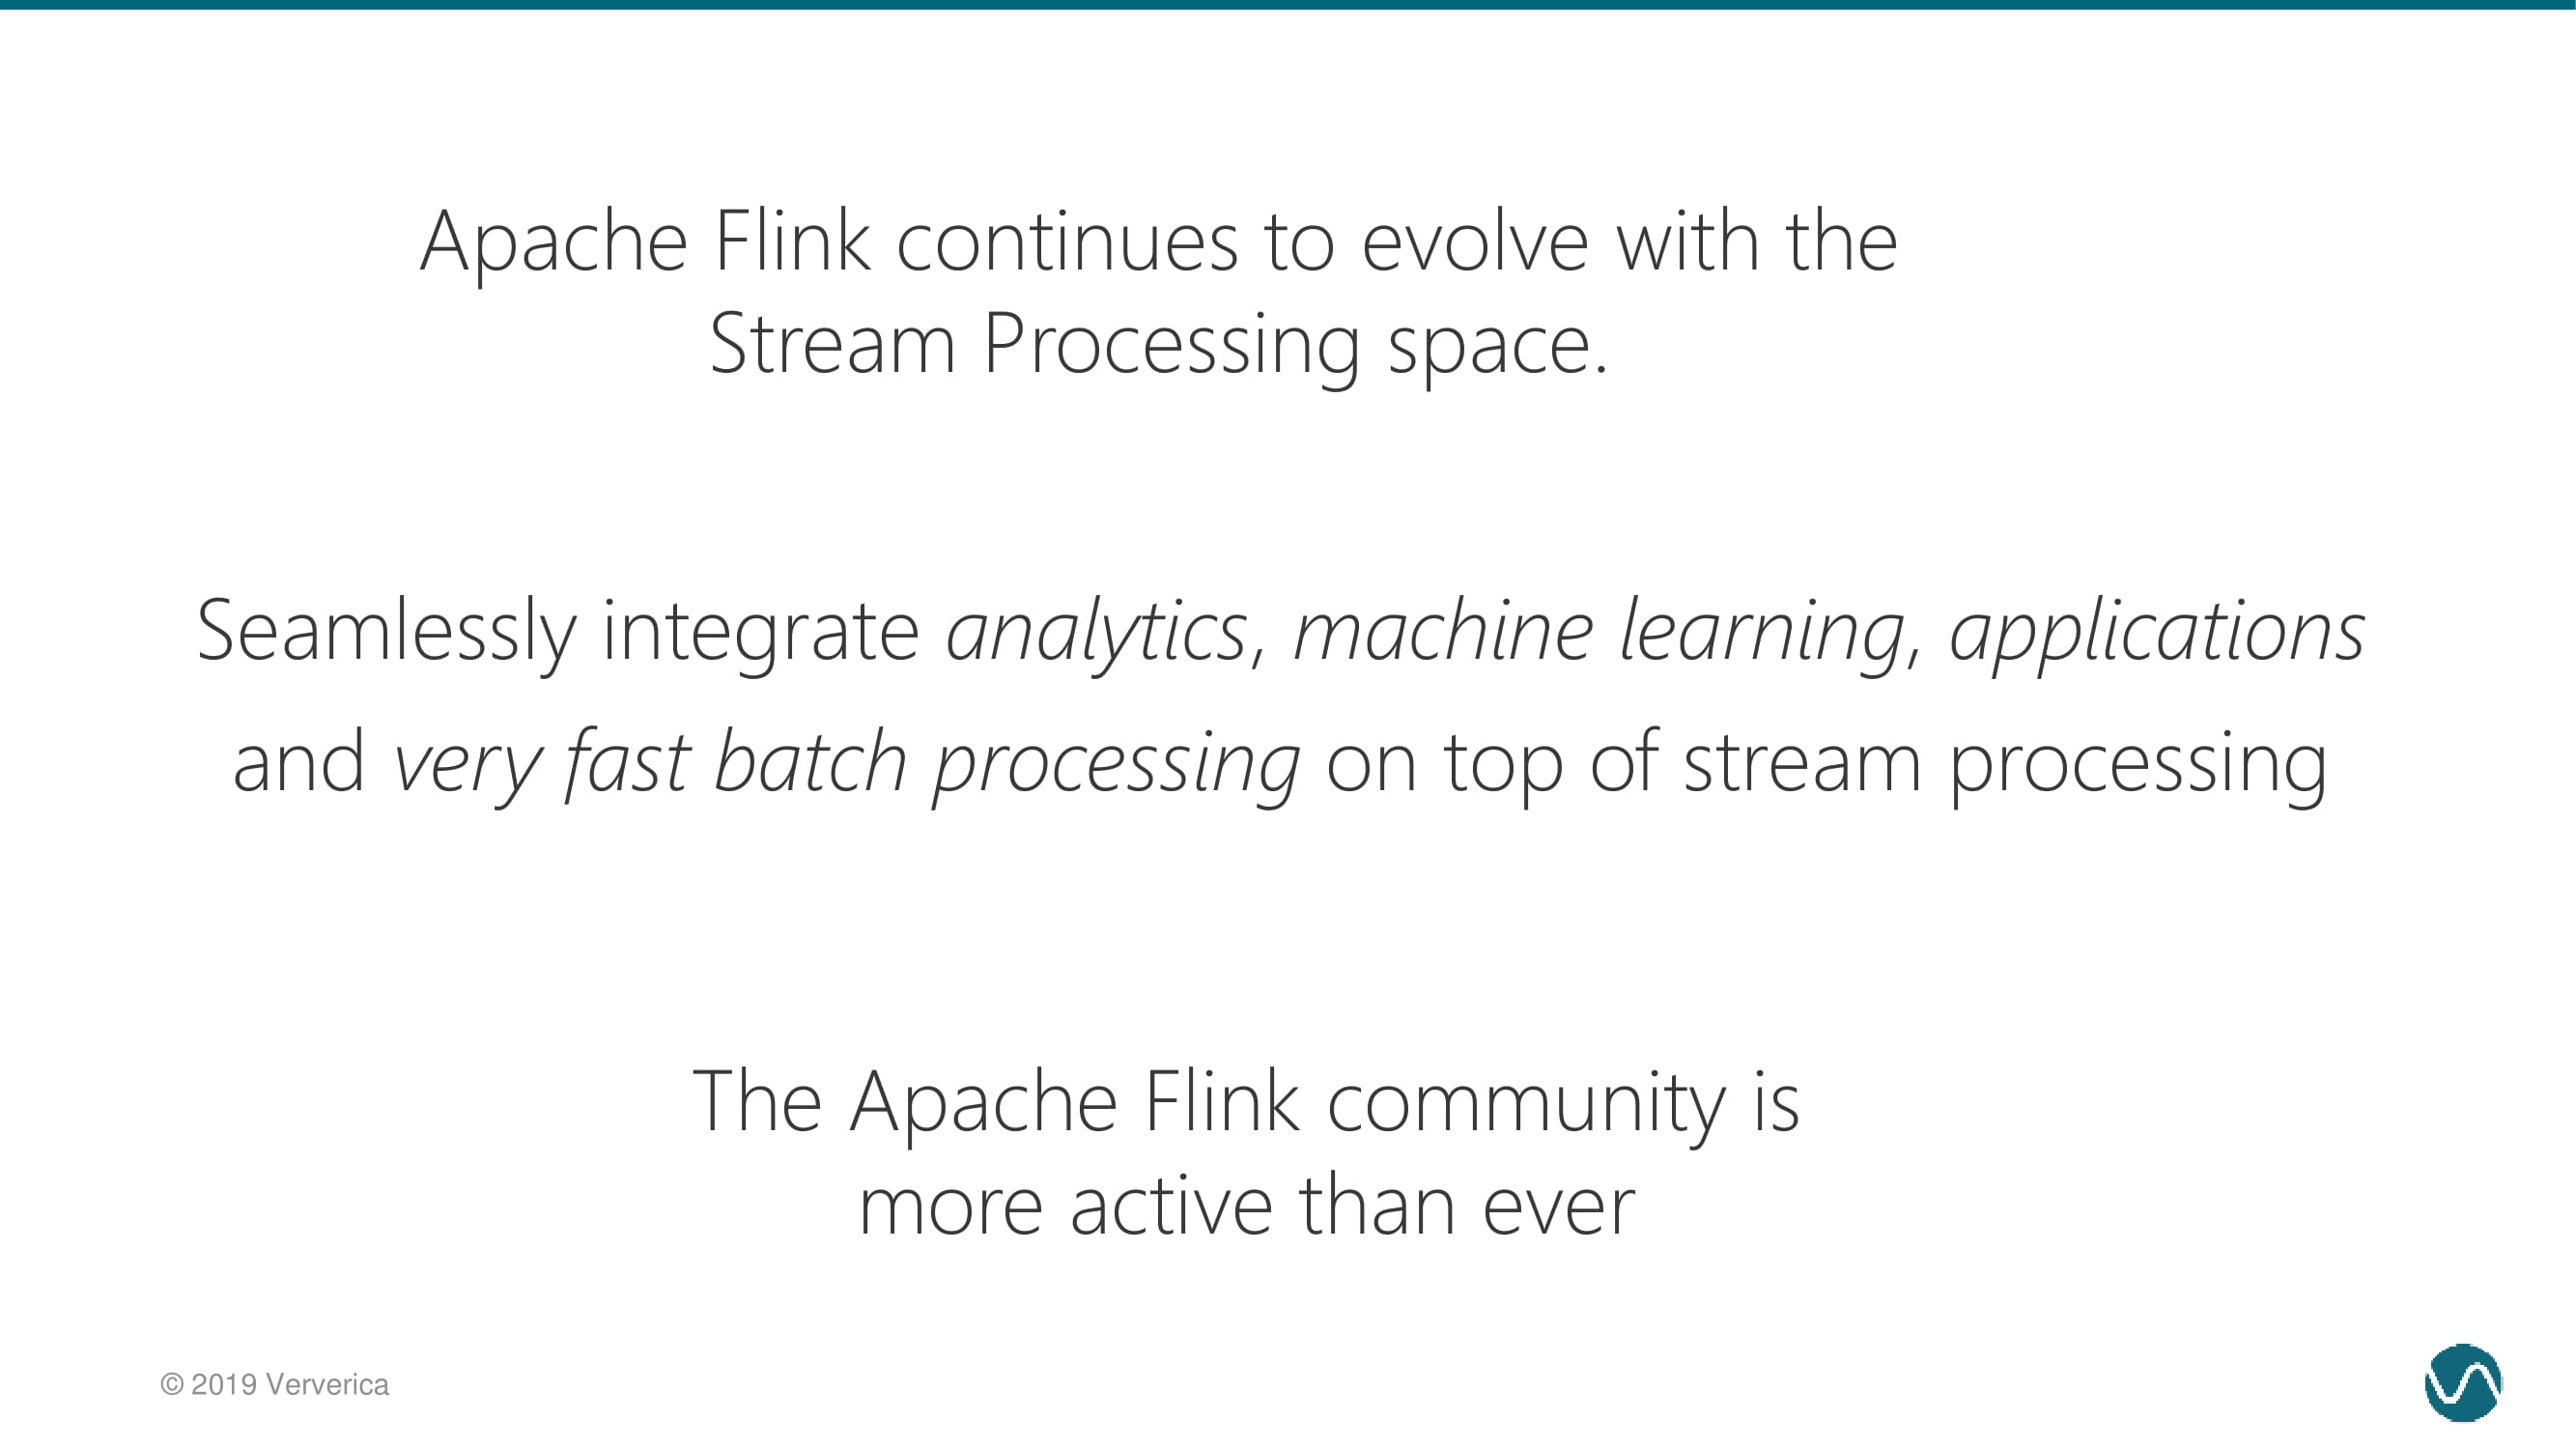 Apache Flink continues to evolve with the
Stream Processing space.
Seamlessly integrate analytics, machine learning, applications
and very fast batch processing on top of stream processing
The Apache Flink community is
more active than ever
© 2019 Ververica